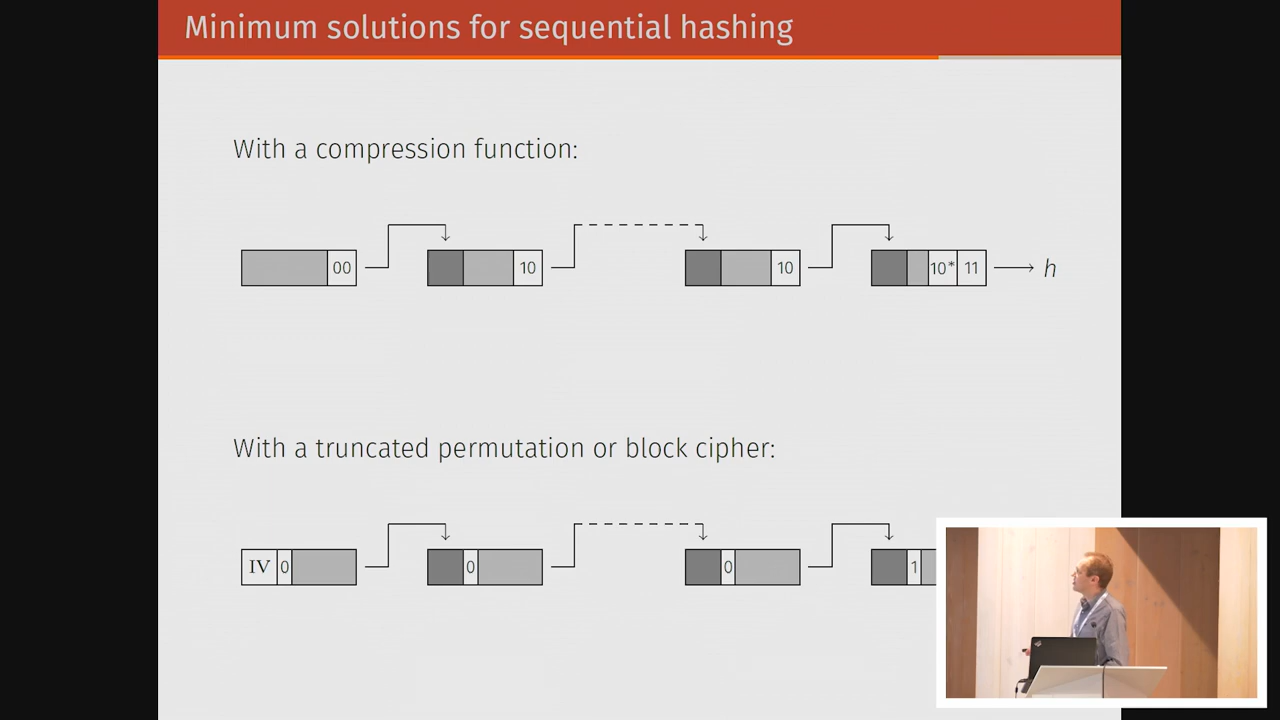 Minimum solutions for sequential hashing
With a compression function:
00 10 10 10* 11 h
With a truncated permutation or block cipher:
IV 0 0 0 1